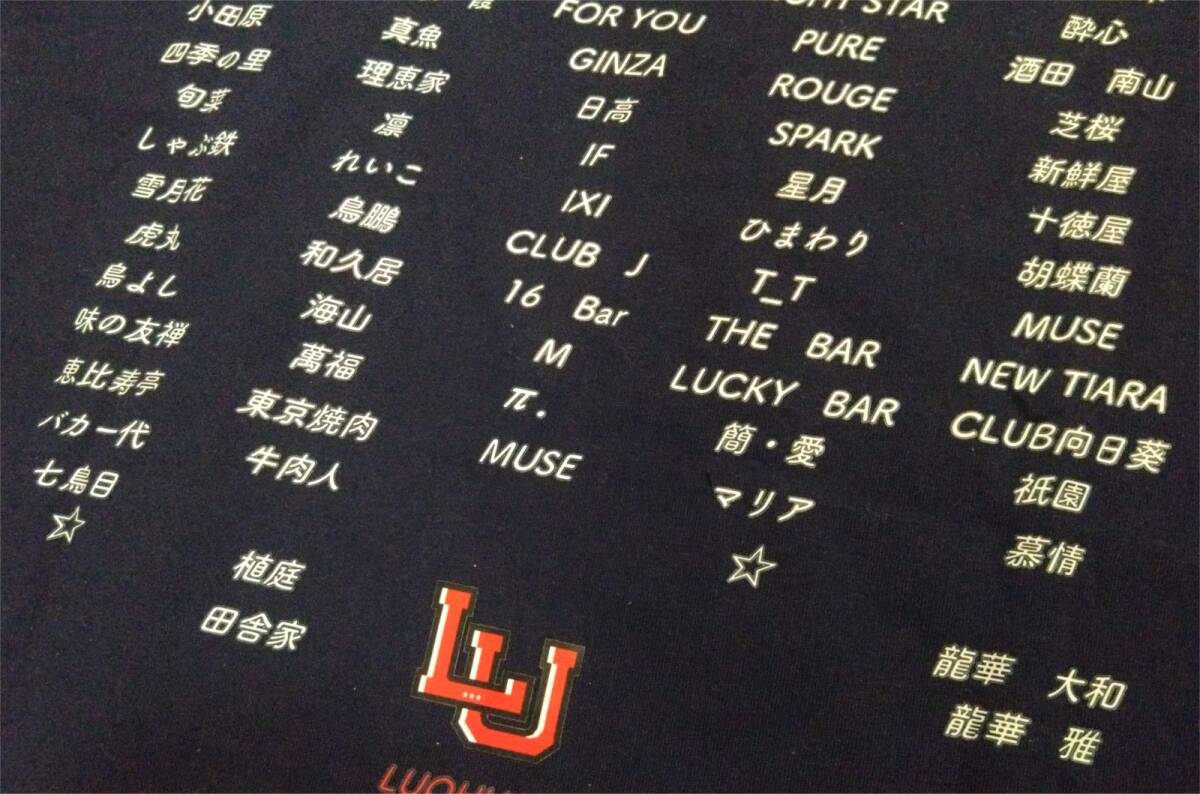 小田原
四季の里
旬菜
しゃぶ鉄
雪月花
虎丸
鳥よし
味の友禅
恵比寿亭
バカ一代
七鳥目
☆
霞
真魚
理恵家
凛
れいこ
鳥鵬
和久居
海山
萬福
東京焼肉
牛肉人
植庭
田舎家
FOR YOU
GINZA
日高
IF
IXI
CLUB J
16 Bar
M
π.
MUSE
STAR
PURE
ROUGE
SPARK
星月
ひまわり
T_T
THE BAR
LUCKY BAR
簡・愛
マリア
☆
酔心
酒田 南山
芝桜
新鮮屋
十徳屋
胡蝶蘭
MUSE
NEW TIARA
CLUB向日葵
祇園
慕情
龍華 大和
龍華 雅
LU